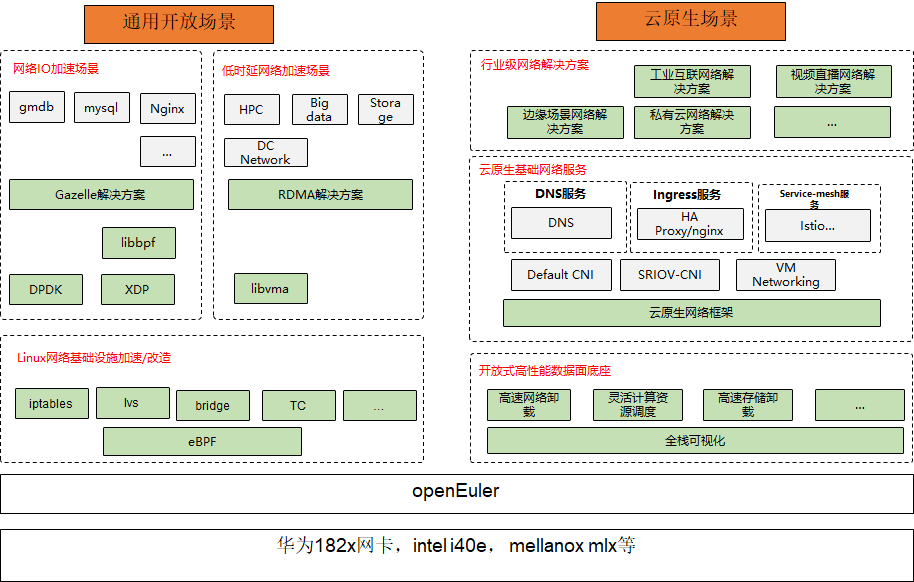 通用开放场景
网络IO加速场景
gmdb
mysql
Nginx
...
Gazelle解决方案
libbpf
DPDK
XDP
低时延网络加速场景
HPC
Big
data
Stora
ge
DC
Network
RDMA解决方案
libvma
Linux网络基础设施加速/改造
iptables
lvs
bridge
TC
...
eBPF
云原生场景
行业级网络解决方案
工业互联网络解
决方案
视频直播网络解
决方案
边缘场景网络解
决方案
私有云网络解决
方案
...
云原生基础网络服务
DNS服务
DNS
Ingress服务
HA
Proxy/nginx
Service-mesh服
务
Istio...
Default CNI
SRIOV-CNI
VM
Networking
云原生网络框架
开放式高性能数据面底座
高速网络卸
载
灵活计算资
源调度
高速存储卸
载
...
全栈可视化
openEuler
华为182x网卡，intel i40e， mellanox mlx等